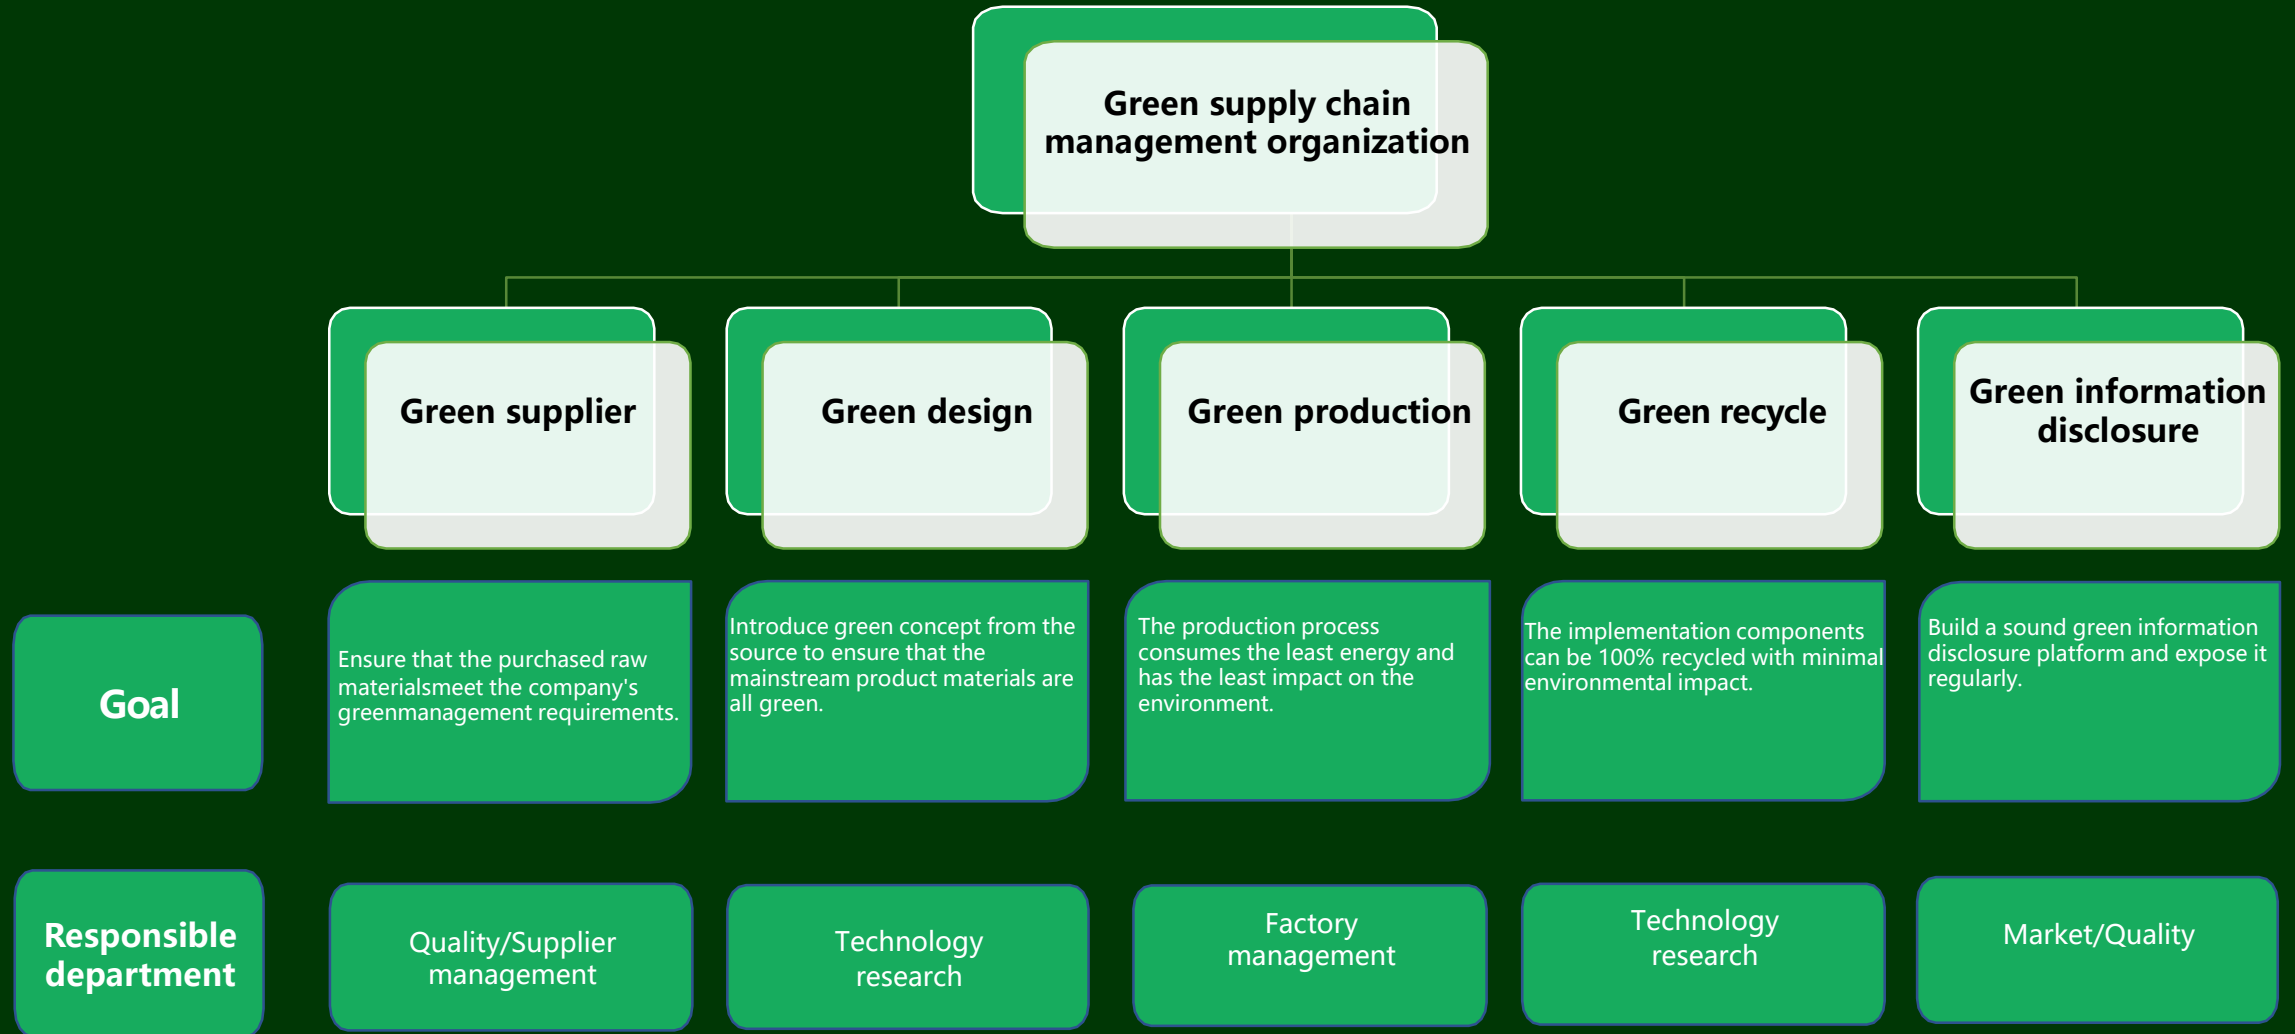 Green supply chain
management organization
Green supplier
Green design
Green production
Green recycle
Green information
disclosure
Goal
Ensure that the purchased raw
materialsmeet the company's
greenmanagement requirements.
Introduce green concept from the
source to ensure that the
mainstream product materials are
all green.
The production process
consumes the least energy and
has the least impact on the
environment.
The implementation components
can be 100% recycled with minimal
environmental impact.
Build a sound green information
disclosure platform and expose it
regularly.
Responsible
department
Quality/Supplier
management
Technology
research
Factory
management
Technology
research
Market/Quality